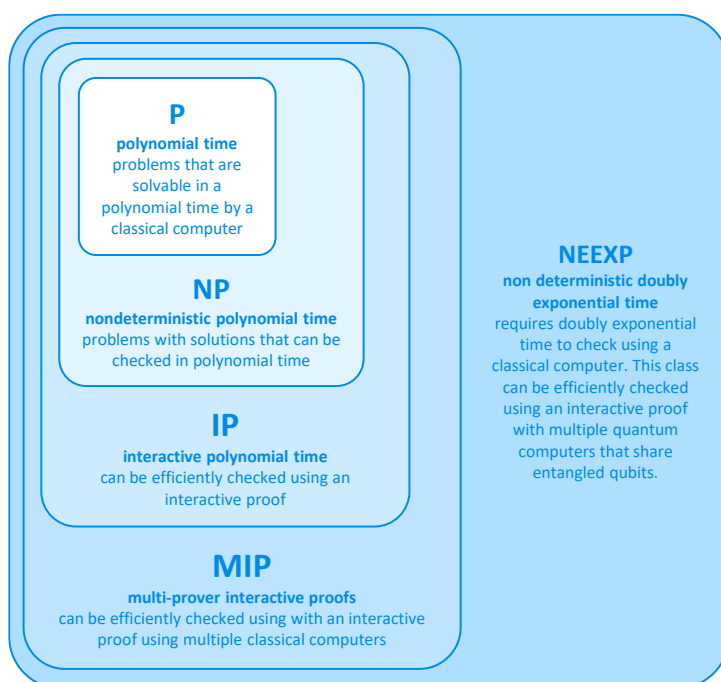 P
polynomial time
problems that are
solvable in a
polynomial time by a
classical computer
NP
nondeterministic polynomial time
problems with solutions that can be
checked in polynomial time
IP
interactive polynomial time
can be efficiently checked using an
interactive proof
MIP
multi-prover interactive proofs
can be efficiently checked using with an interactive
proof using multiple classical computers
NEEXP
non deterministic doubly
exponential time
requires doubly exponential
time to check using a
classical computer. This class
can be efficiently checked
using an interactive proof
with multiple quantum
computers that share
entangled qubits.